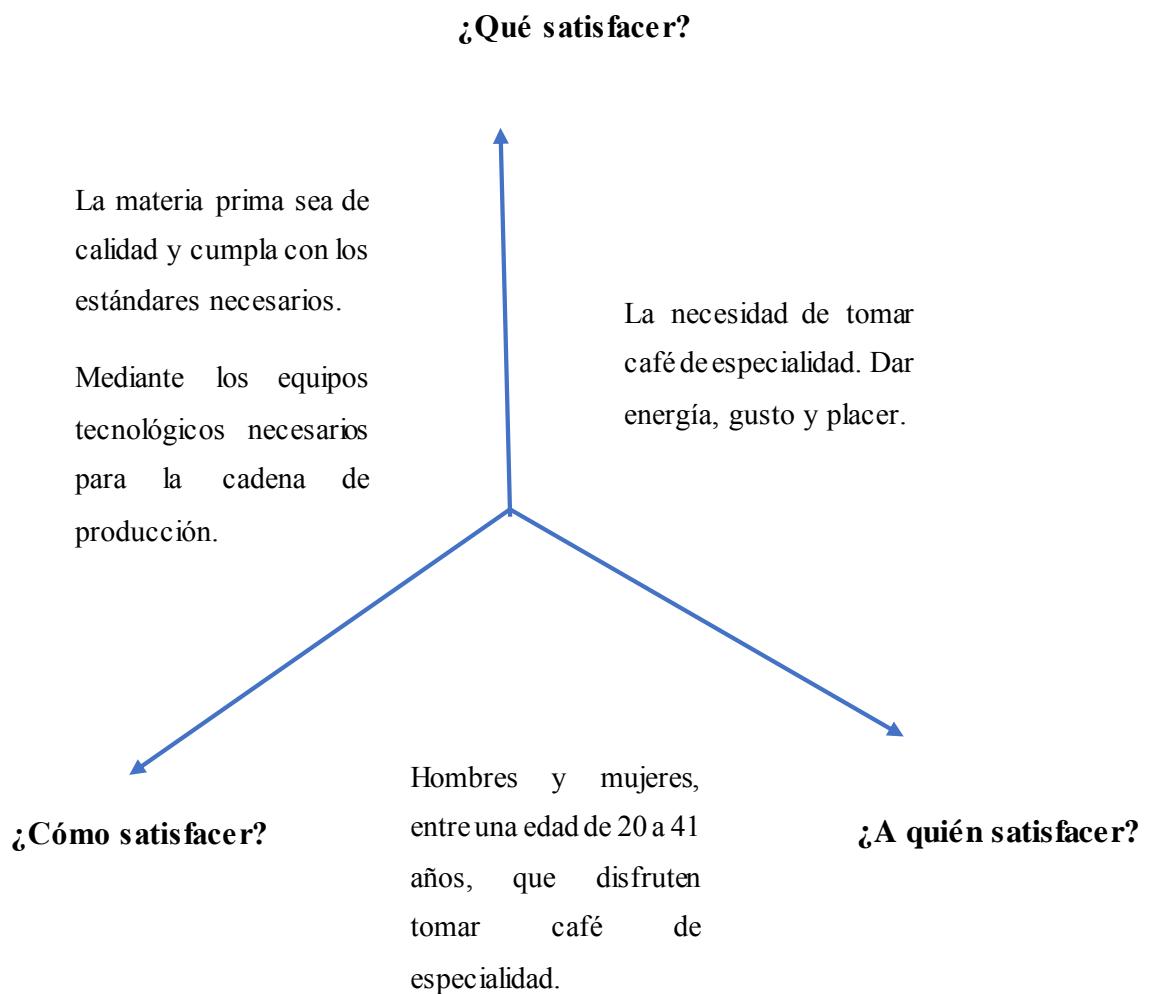 ¿Qué satisfacer?
La materia prima sea de
calidad y cumpla con los
estándares necesarios.
Mediante los equipos
tecnológicos necesarios
para la cadena de
producción.
La necesidad de tomar
café de especialidad. Dar
energía, gusto y placer.
¿Cómo satisfacer?
Hombres y mujeres,
entre una edad de 20 a 41
años, que disfruten
tomar café de
especialidad.
¿A quién satisfacer?